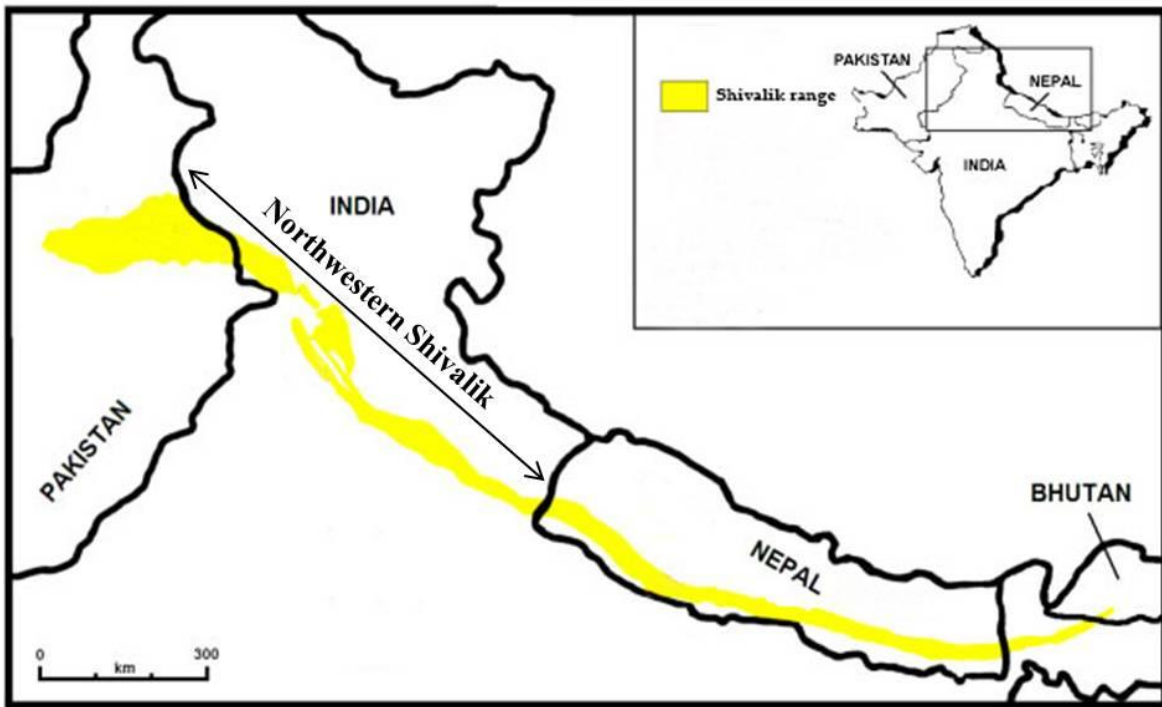 PAKISTAN
NEPAL
INDIA
Shivalik range
INDIA
Northwestern Shivalik
PAKISTAN
NEPAL
BHUTAN
0 300
km